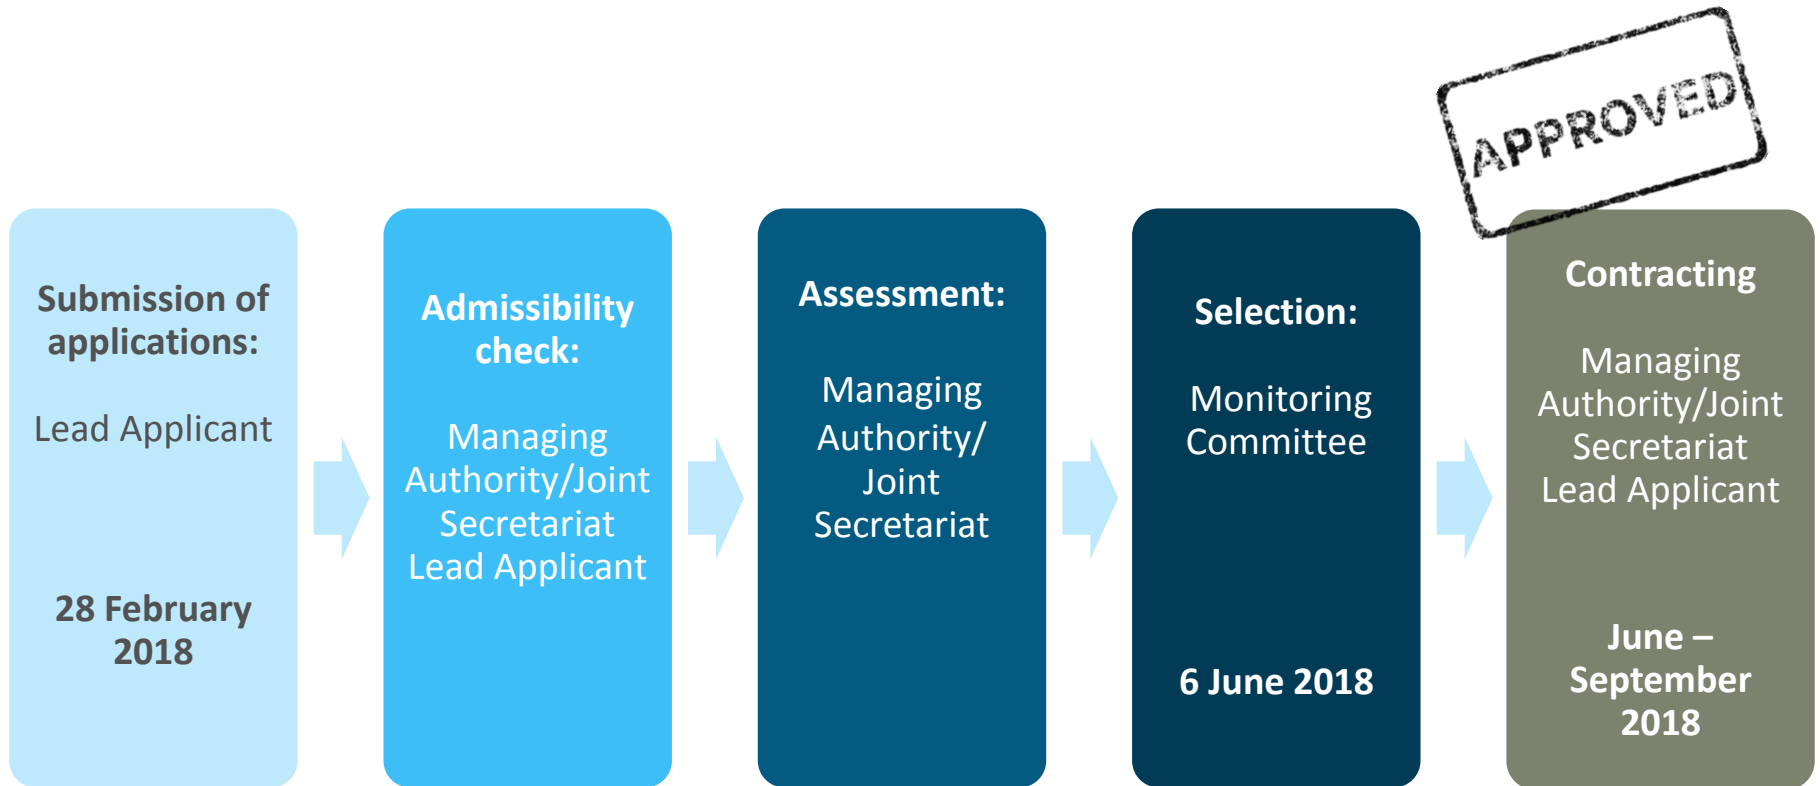 APPROVED
Submission of
applications:
Lead Applicant
28 February
2018
Admissibility
check:
Managing
Authority/Joint
Secretariat
Lead Applicant
Assessment:
Managing
Authority/
Joint
Secretariat
Selection:
Monitoring
Committee
6 June 2018
Contracting
Managing
Authority/Joint
Secretariat
Lead Applicant
June –
September
2018